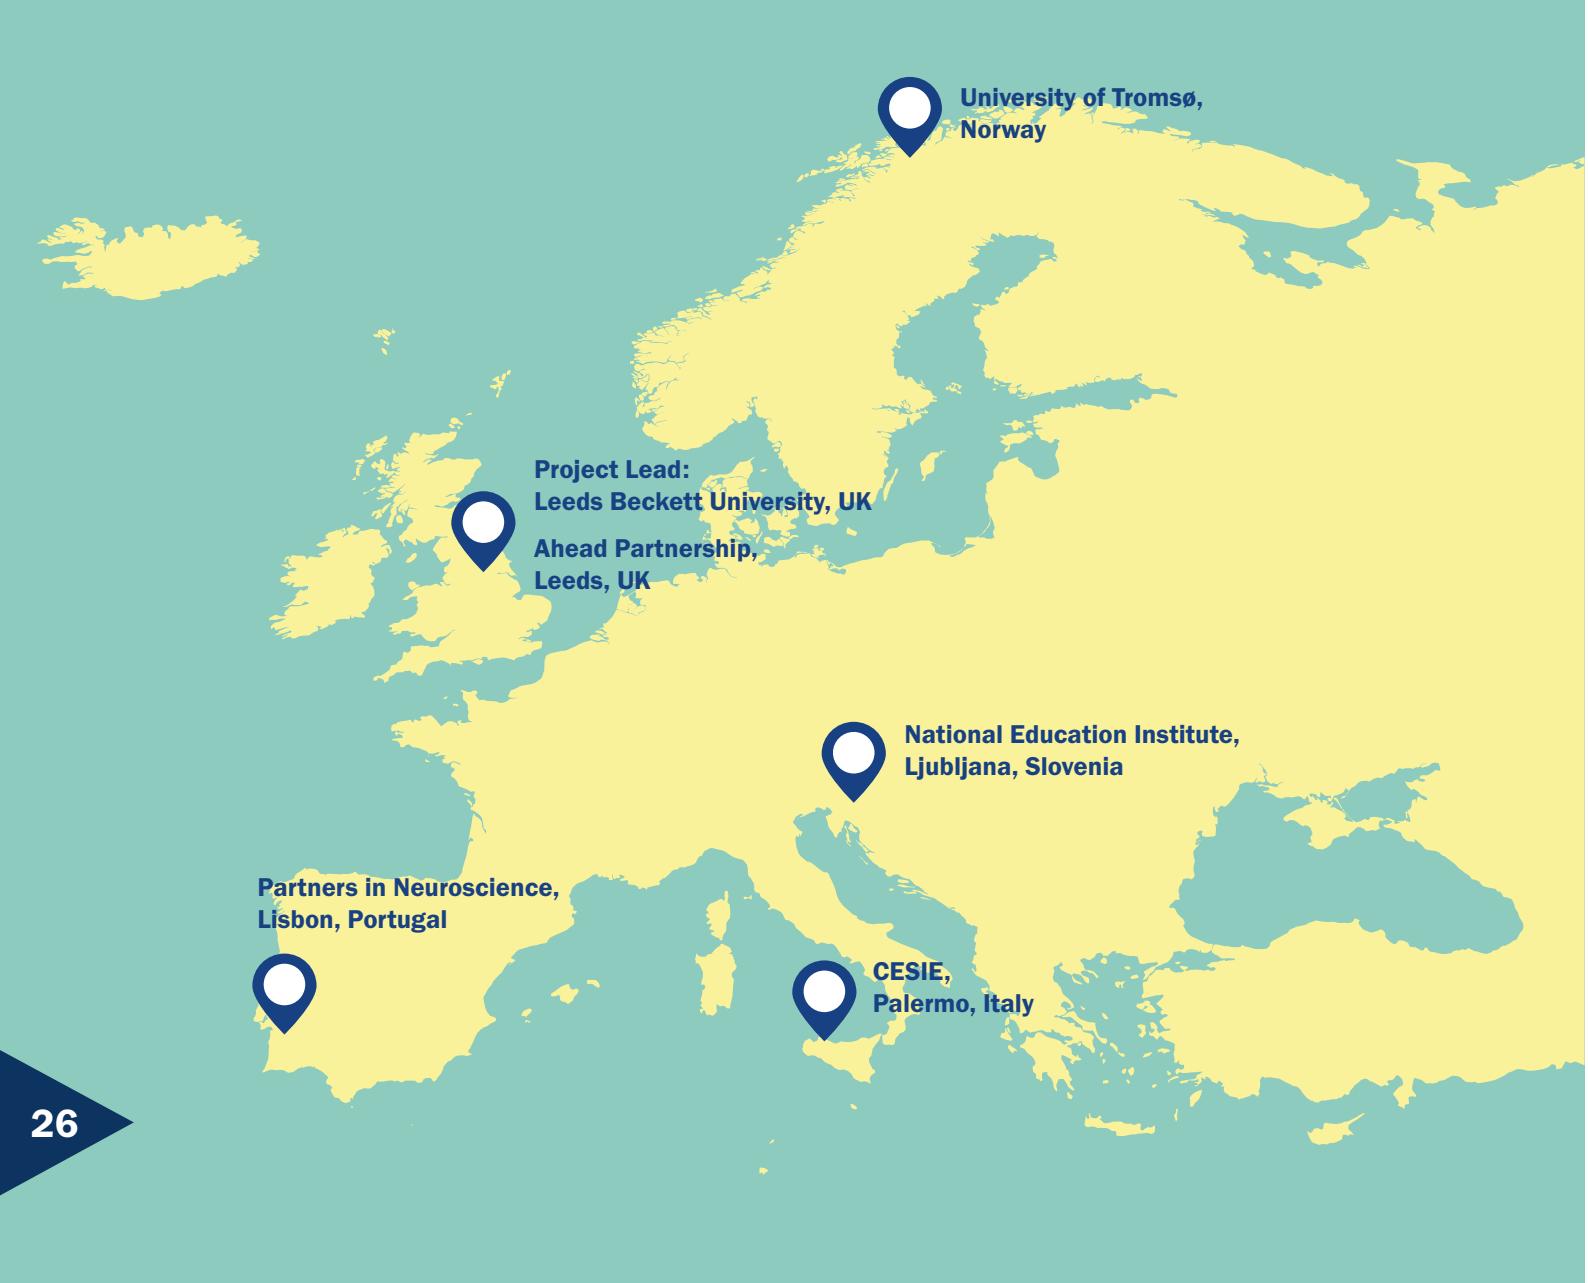 University of Tromsø,
Norway
Project Lead:
Leeds Beckett University, UK
Ahead Partnership,
Leeds, UK
National Education Institute,
Ljubljana, Slovenia
Partners in Neuroscience,
Lisbon, Portugal
CESIE,
Palermo, Italy
26